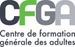 CFGA
Centre de formation
générale des adultes